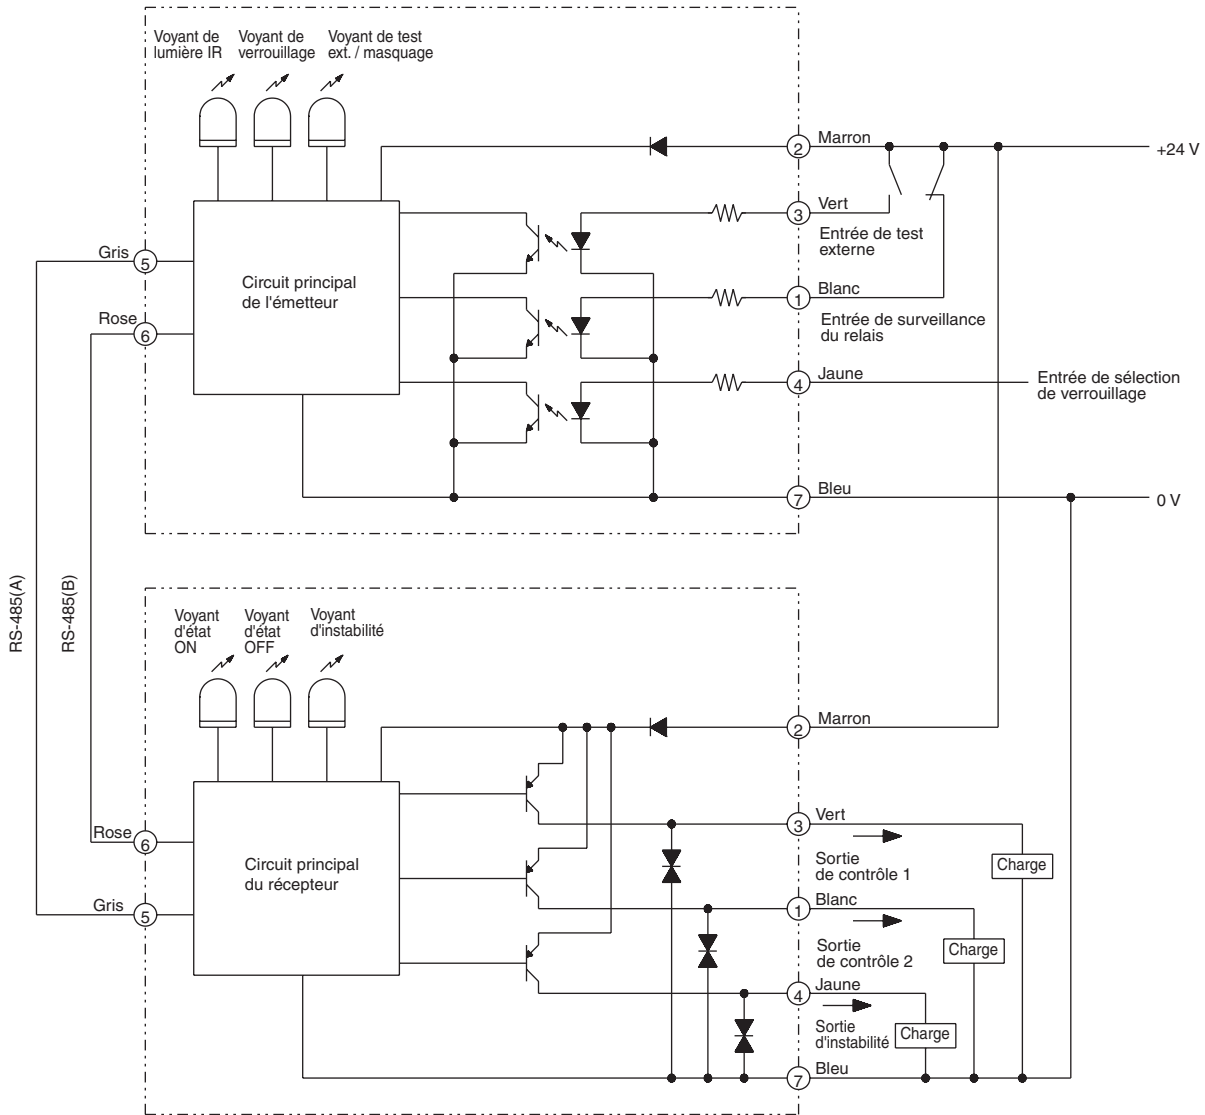 Voyant de
lumière IR
Voyant de
verrouillage
Voyant de test
ext. / masquage
2
Marron
+24 V
3
Vert
Entrée de test
externe
Gris
5
Circuit principal
de l'émetteur
1
Blanc
Entrée de surveillance
du relais
Rose
6
4
Jaune
Entrée de sélection
de verrouillage
7
Bleu
0 V
RS-485(A)
RS-485(B)
Voyant
d'état
ON
Voyant
d'état
OFF
Voyant
d'instabilité
2
Marron
3
Vert
Sortie
de contrôle 1
Charge
Rose
6
Circuit principal
du récepteur
Gris
5
1
Blanc
Sortie
de contrôle 2
Charge
4
Jaune
Sortie
d'instabilité
Charge
7
Bleu